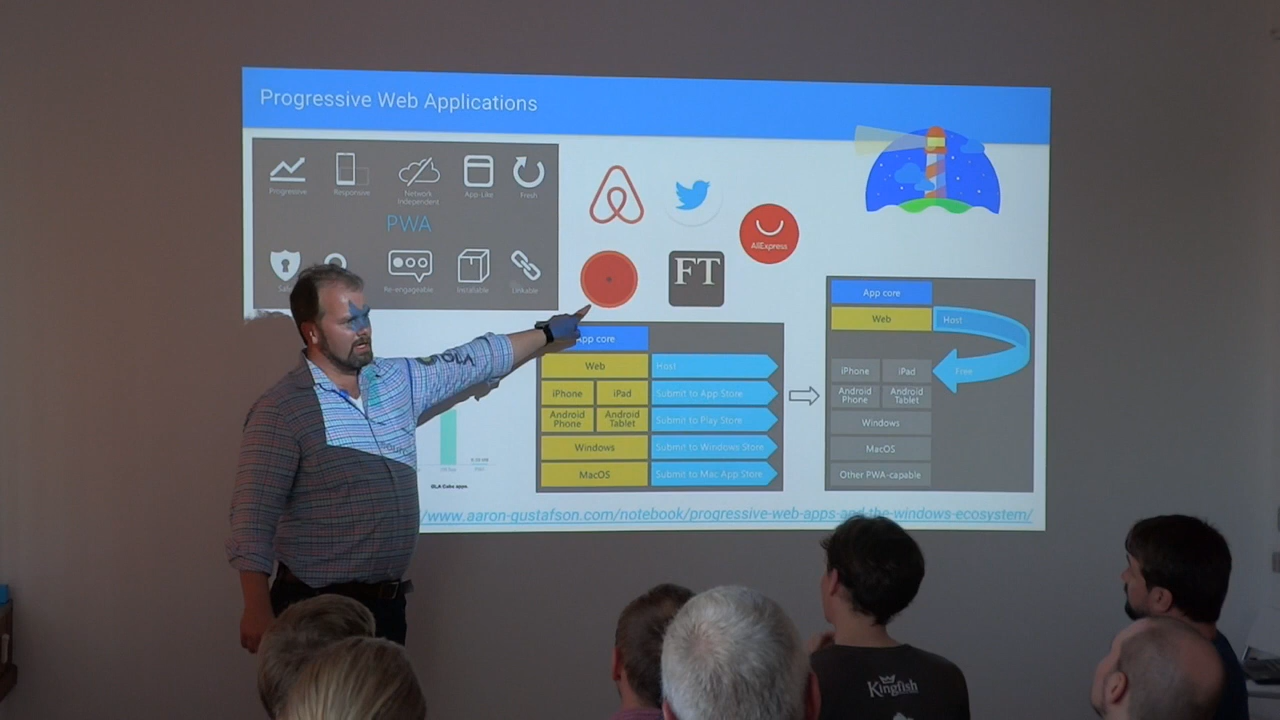 Progressive Web Applications
Progressive
Responsive
Network
Independent
App-Like
Fresh
PWA
Re-engageable
Installable
Linkable
AliExpress
FT
App core
Web
Host
iPhone
iPad
Submit to App Store
Android
Phone
Android
Tablet
Submit to Play Store
Windows
Submit to Windows Store
MacOS
Submit to Mac App Store
App core
Web
Host
Free
iPhone
iPad
Android
Phone
Android
Tablet
Windows
MacOS
Other PWA-capable
OLA Cabs apps
/www.aaron-gustafson.com/notebook/progressive-web-apps-and-the-windows-ecosystem/
Kingfish